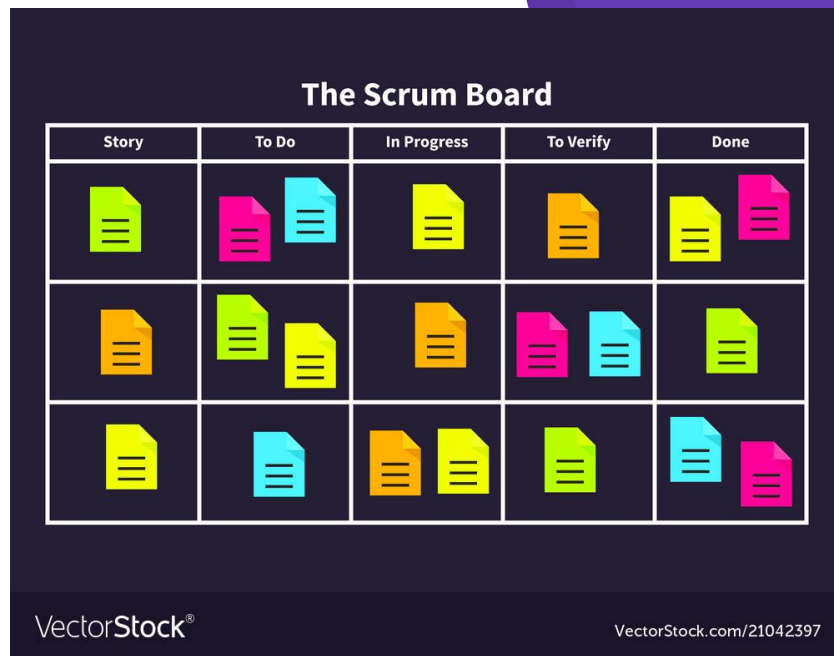 The Scrum Board
Story To Do In Progress To Verify Done
VectorStock® VectorStock.com/21042397